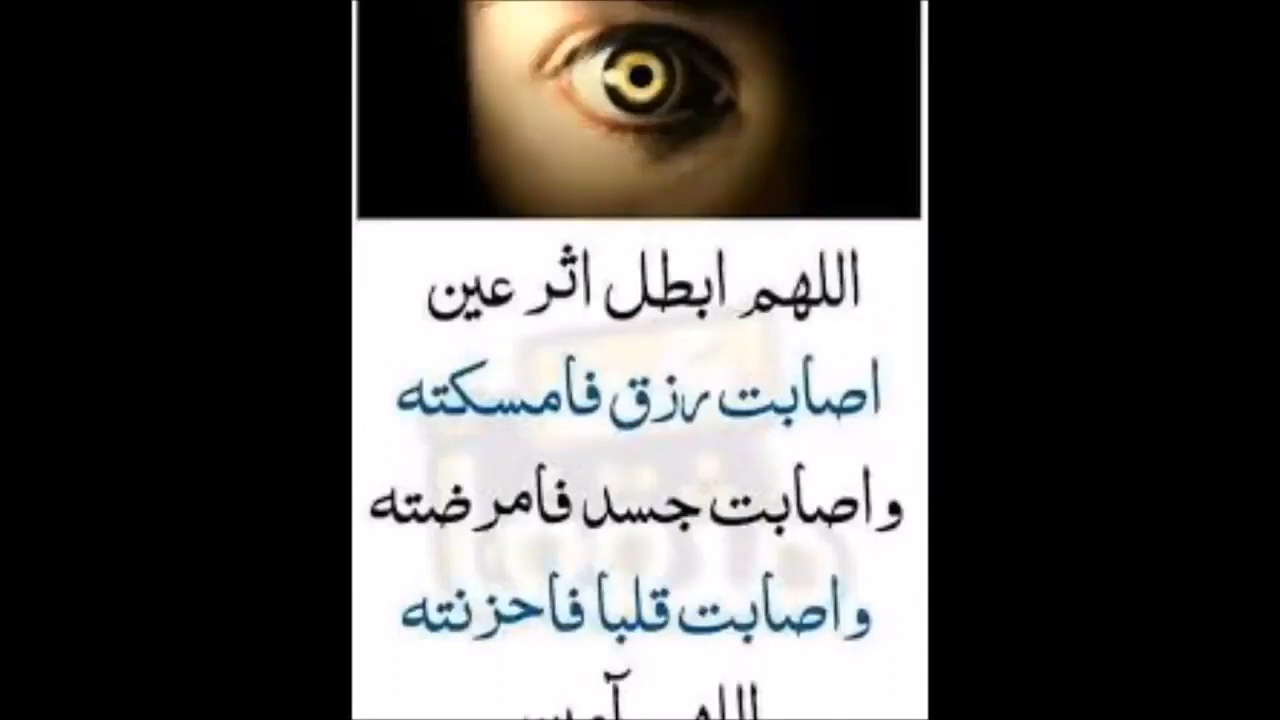 اللهم ابطل اثر عين
اصابت رزق فامسكته
واصابت جسد فامرضته
واصابت قلبا فاحزنته